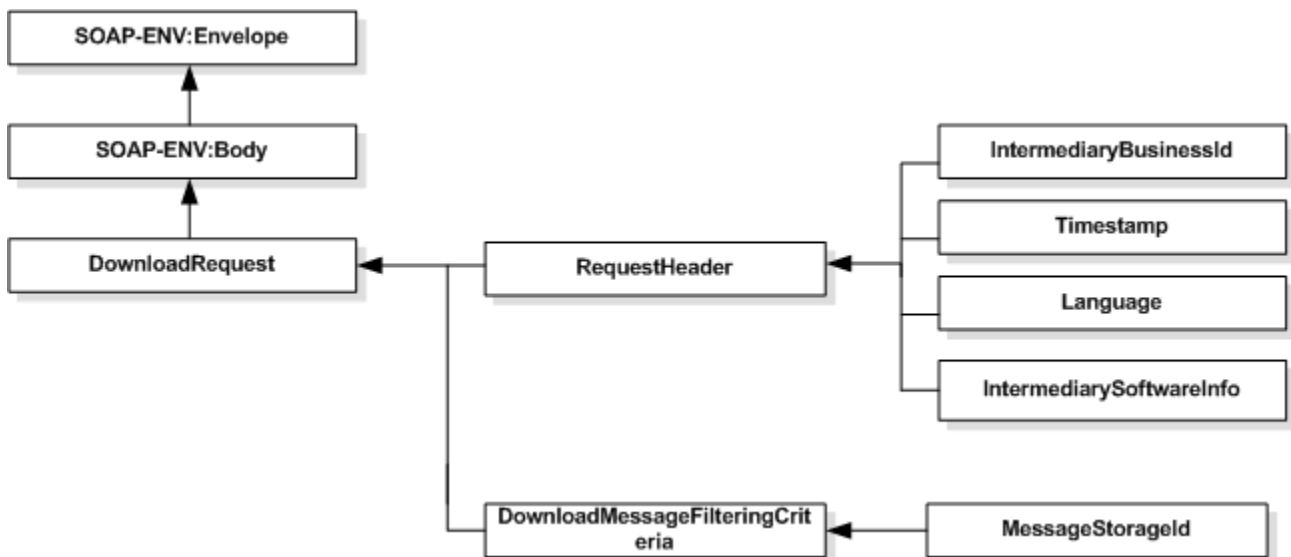 SOAP-ENV:Envelope
SOAP-ENV:Body
DownloadRequest
RequestHeader
IntermediaryBusinessId
Timestamp
Language
IntermediarySoftwareInfo
DownloadMessageFilteringCrit
eria
MessageStorageId